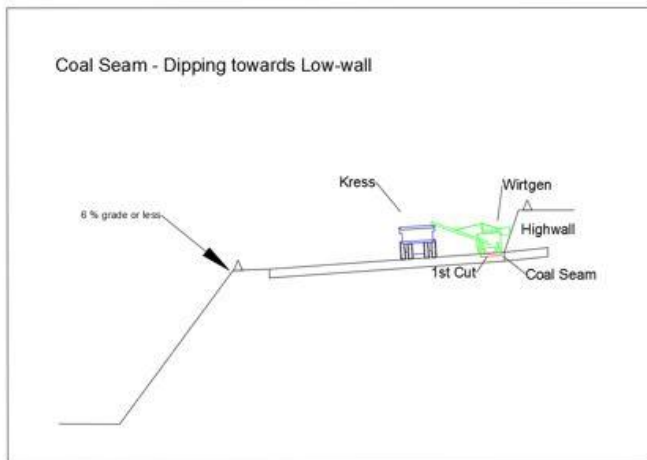 Coal Seam - Dipping towards Low-wall
Kress
Wirtgen
6 % grade or less
Highwall
1st Cut
Coal Seam